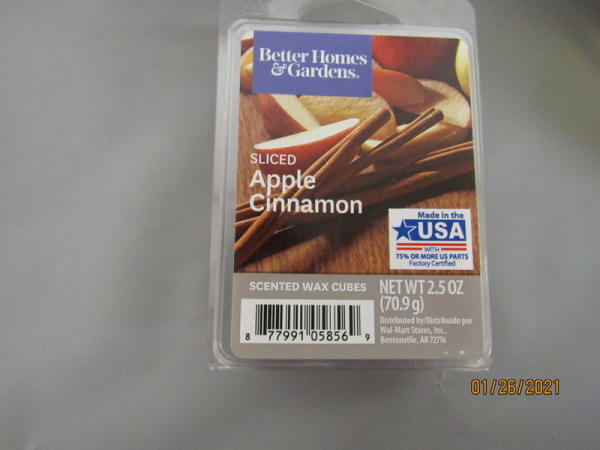 Better Homes
& Gardens®
SLICED
Apple
Cinnamon
Made in the
USA
WITH
75% OR MORE US PARTS
Factory Certified
SCENTED WAX CUBES
NET WT 2.5 OZ
(70.9 g)
Distributed by/Distribuido por
Wal-Mart Stores, Inc.,
Bentonville, AR 72716
8 77991 05856 9
01/26/2021